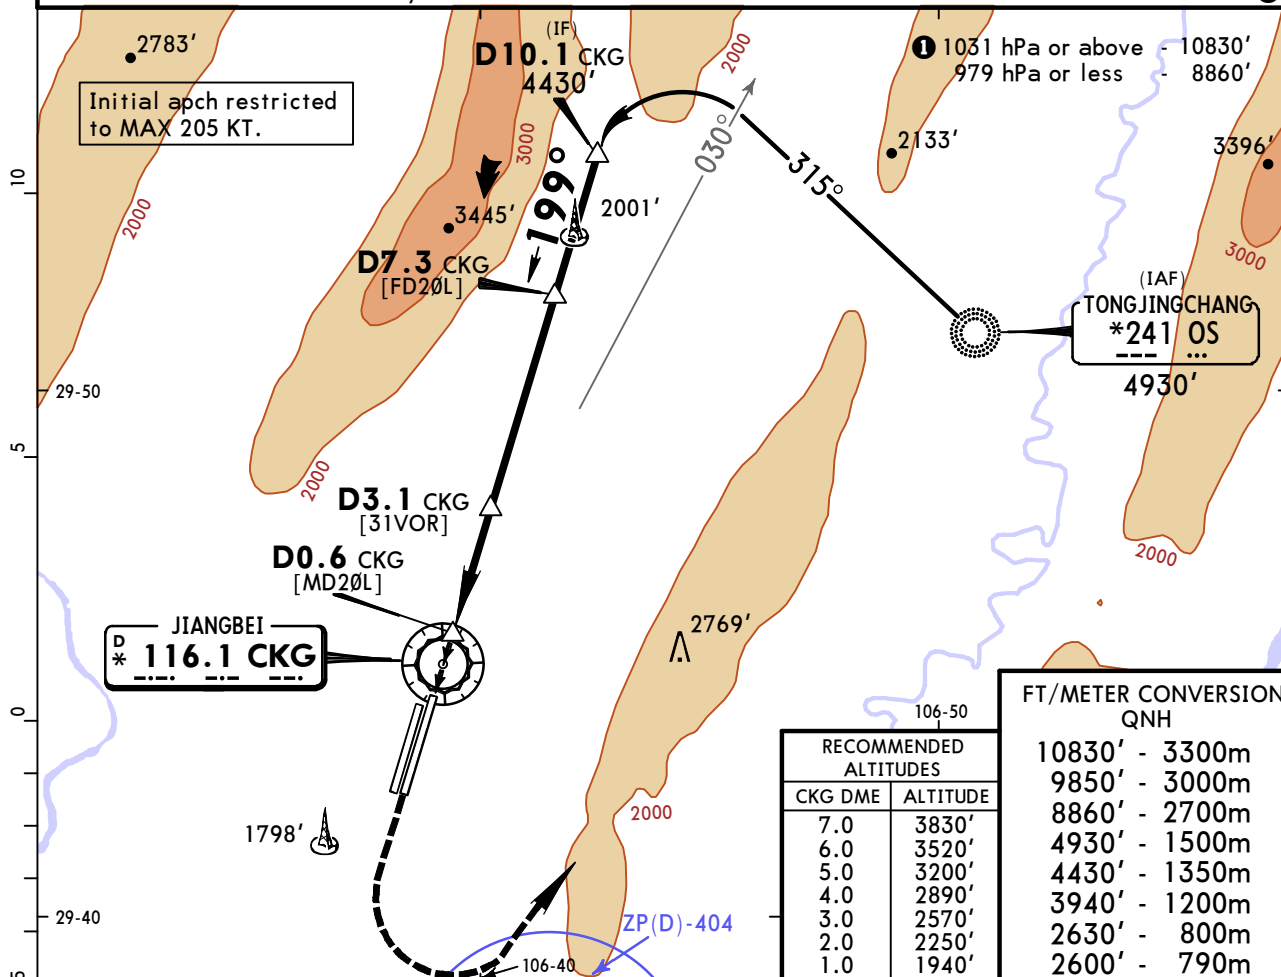 (IF)
D10.1 CKG
4430'
2783'
Initial apch restricted
to MAX 205 KT.
❶ 1031 hPa or above - 10830'
979 hPa or less - 8860'
2000
3000
030°
315°
2133'
3396'
10
2000
3445'
199°
2001'
D7.3 CKG
[FD20L]
3000
(IAF)
TONGJINGCHANG
*241 OS
4930'
29-50
5
2000
D3.1 CKG
[31VOR]
2000
D0.6 CKG
[MD20L]
JIANGBEI
D
* 116.1 CKG
2769'
0
106-50
2000
1798'
29-40
ZP(D)-404
106-40
5
RECOMMENDED
ALTITUDES
CKG DME ALTITUDE
7.0 3830'
6.0 3520'
5.0 3200'
4.0 2890'
3.0 2570'
2.0 2250'
1.0 1940'
FT/METER CONVERSION
QNH
10830' - 3300m
9850' - 3000m
8860' - 2700m
4930' - 1500m
4430' - 1350m
3940' - 1200m
2630' - 800m
2600' - 790m